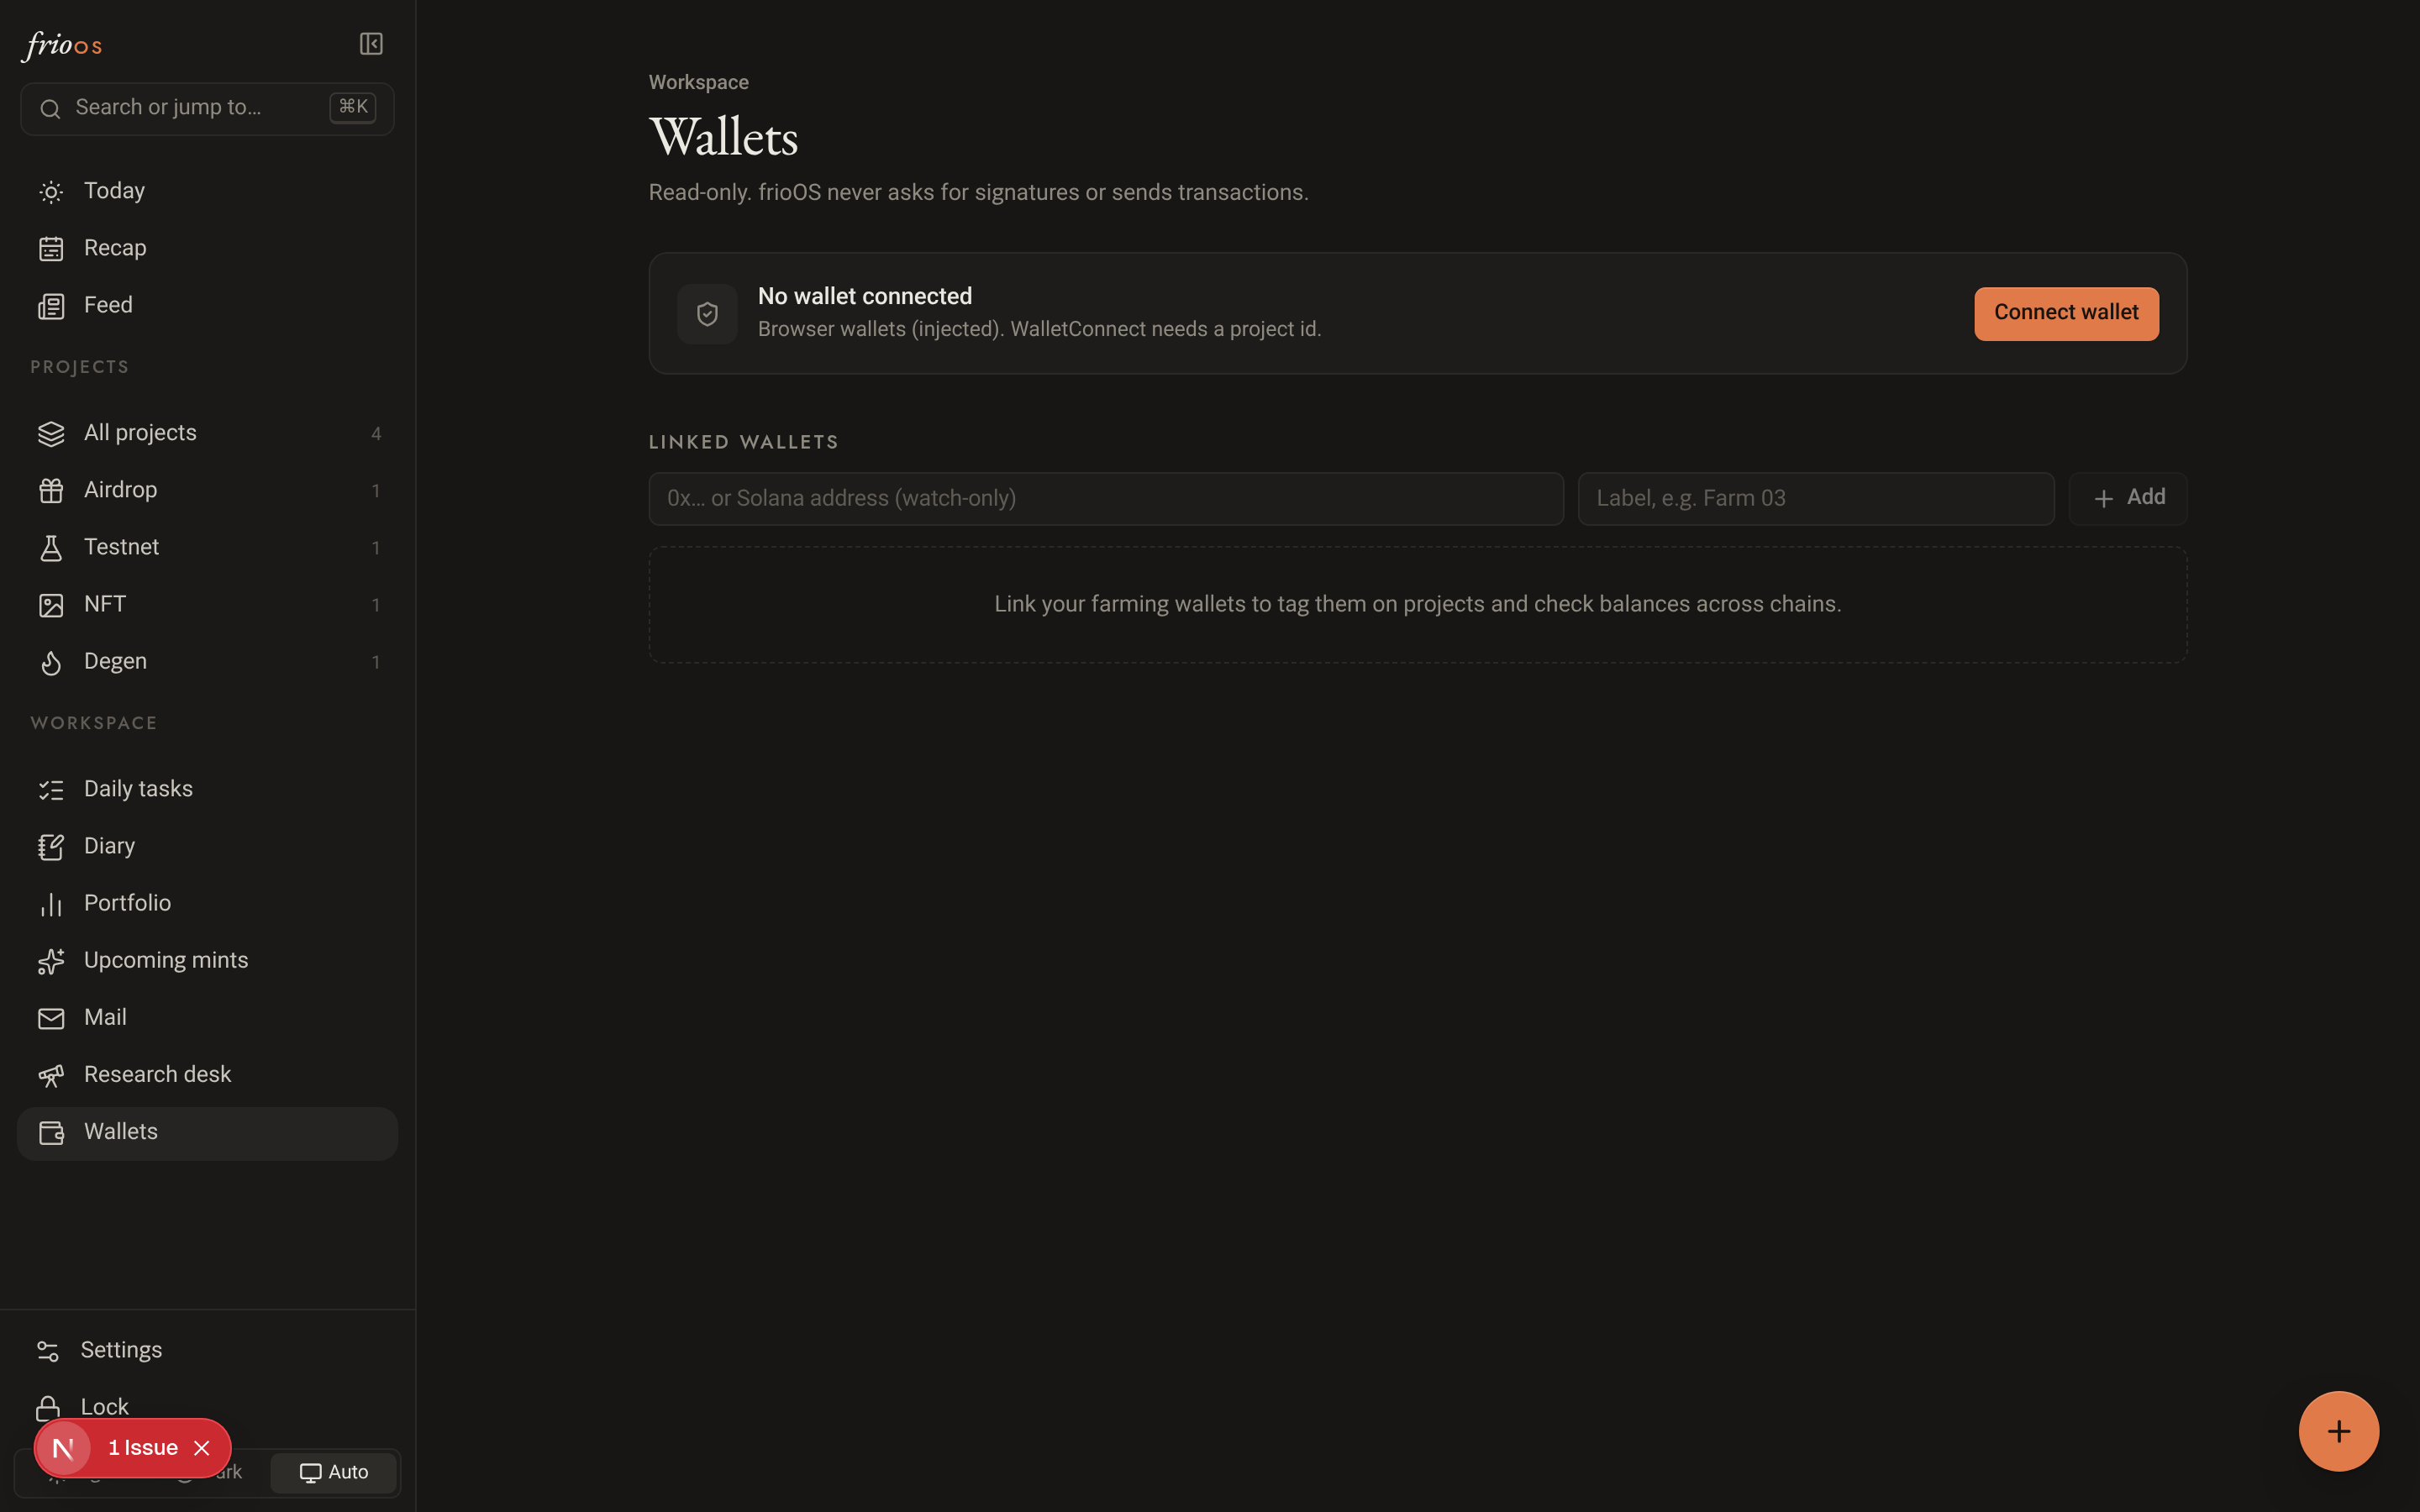 frioos
Search or jump to...
⌘K
Today
Recap
Feed
PROJECTS
All projects 4
Airdrop 1
Testnet 1
NFT 1
Degen 1
WORKSPACE
Daily tasks
Diary
Portfolio
Upcoming mints
Mail
Research desk
Wallets
Settings
Lock
N 1 Issue
Auto
Workspace
Wallets
Read-only. frioOS never asks for signatures or sends transactions.
No wallet connected
Browser wallets (injected). WalletConnect needs a project id.
Connect wallet
LINKED WALLETS
0x... or Solana address (watch-only)
Label, e.g. Farm 03
Add
Link your farming wallets to tag them on projects and check balances across chains.